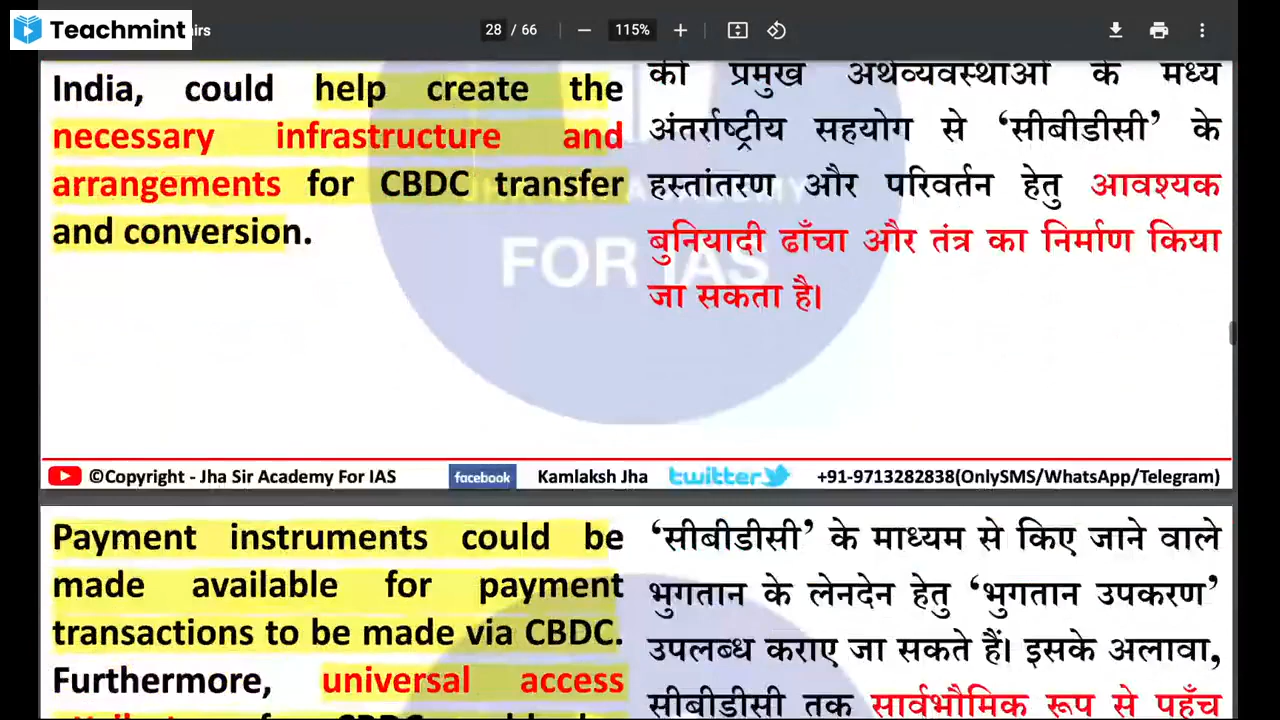 Teachmint
irs
28 / 66
115%
India, could help create the
necessary infrastructure and
arrangements for CBDC transfer
and conversion.
की प्रमुख अर्थव्यवस्थाओं के मध्य
अंतर्राष्ट्रीय सहयोग से ‘सीबीडीसी’ के
हस्तांतरण और परिवर्तन हेतु आवश्यक
बुनियादी ढाँचा और तंत्र का निर्माण किया
जा सकता है।
FOR IAS
©Copyright - Jha Sir Academy For IAS
facebook
Kamlaksh Jha
twitter
+91-9713282838(OnlySMS/WhatsApp/Telegram)
Payment instruments could be
made available for payment
transactions to be made via CBDC.
Furthermore, universal access
‘सीबीडीसी’ के माध्यम से किए जाने वाले
भुगतान के लेनदेन हेतु ‘भुगतान उपकरण’
उपलब्ध कराए जा सकते हैं। इसके अलावा,
सीबीडीसी तक सार्वभौमिक रूप से पहुँच